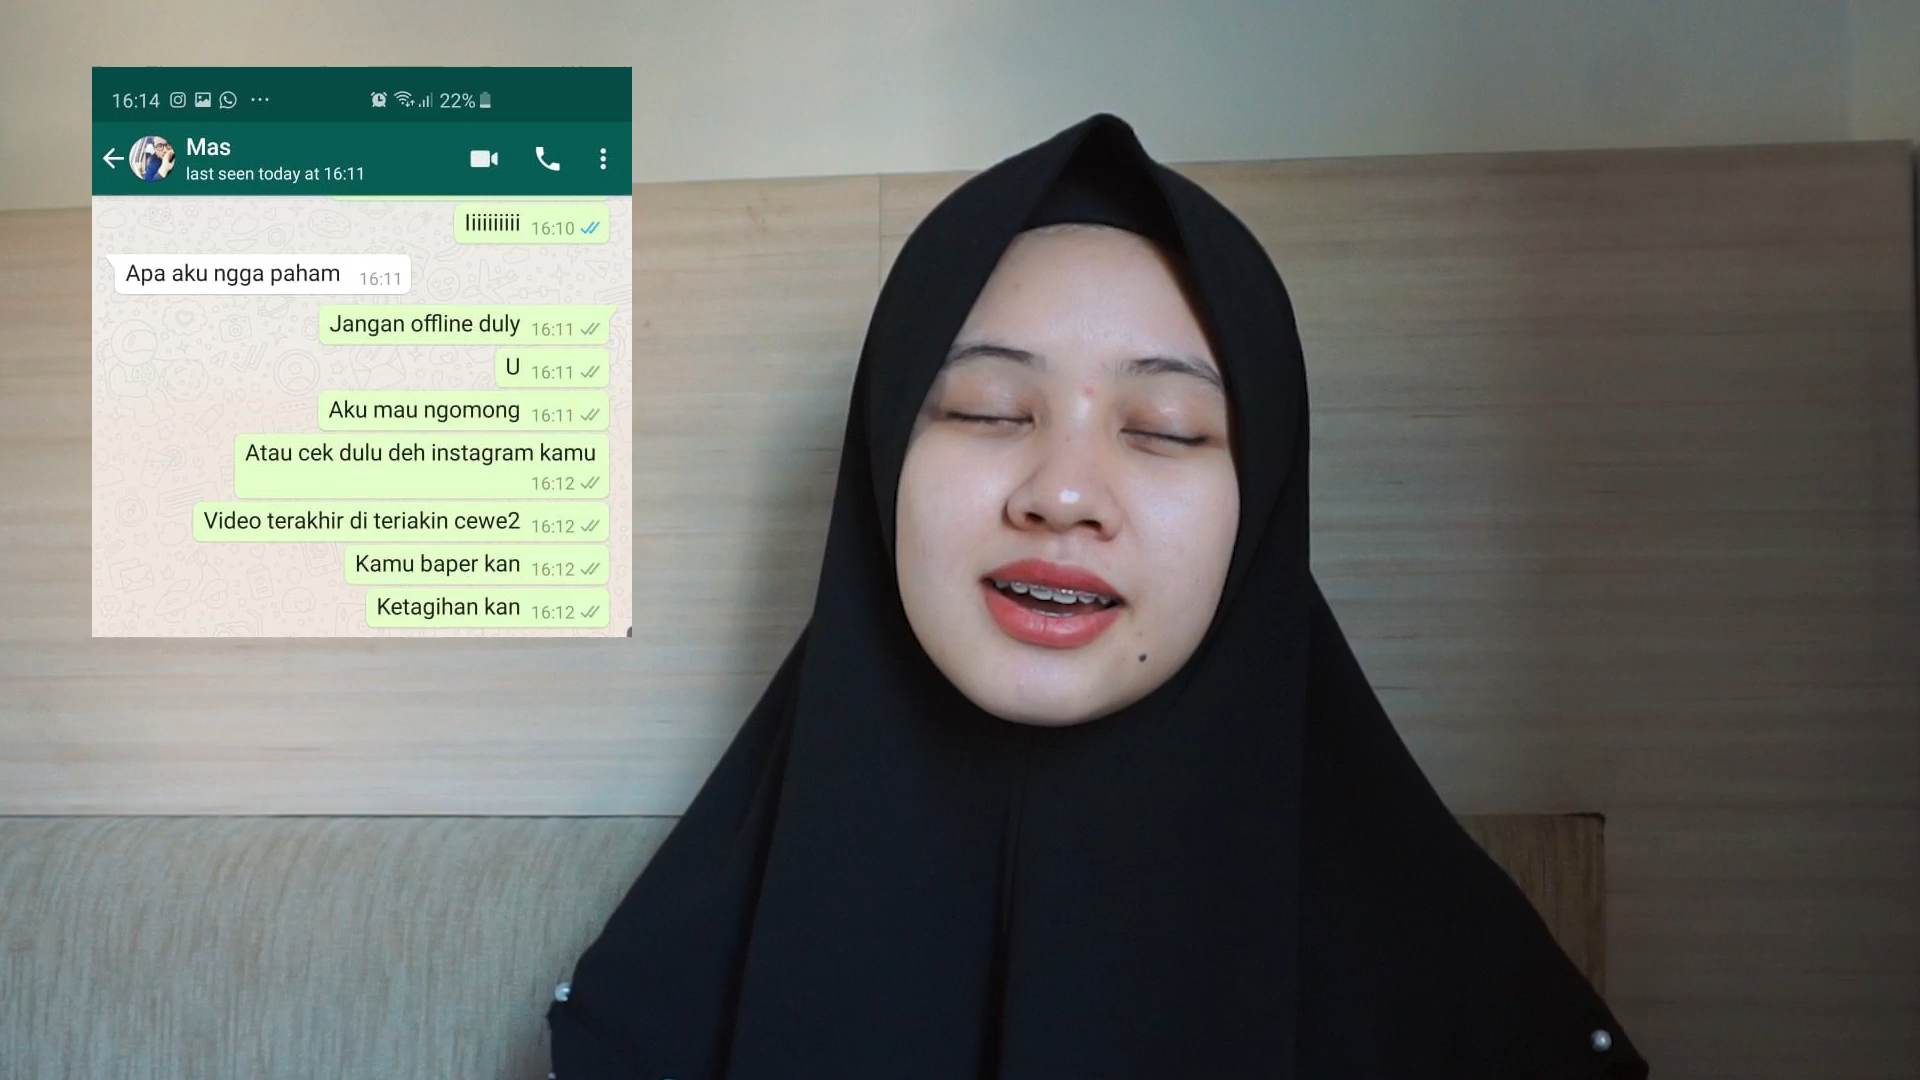 16:14 ... 22%
Mas
last seen today at 16:11
Iiiiiiiiii 16:10
Apa aku ngga paham 16:11
Jangan offline duly 16:11
U 16:11
Aku mau ngomong 16:11
Atau cek dulu deh instagram kamu
16:12
Video terakhir di teriakin cewe2 16:12
Kamu baper kan 16:12
Ketagihan kan 16:12